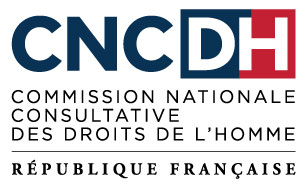 CNCDH
COMMISSION NATIONALE
CONSULTATIVE
DES DROITS DE L'HOMME
RÉPUBLIQUE FRANÇAISE